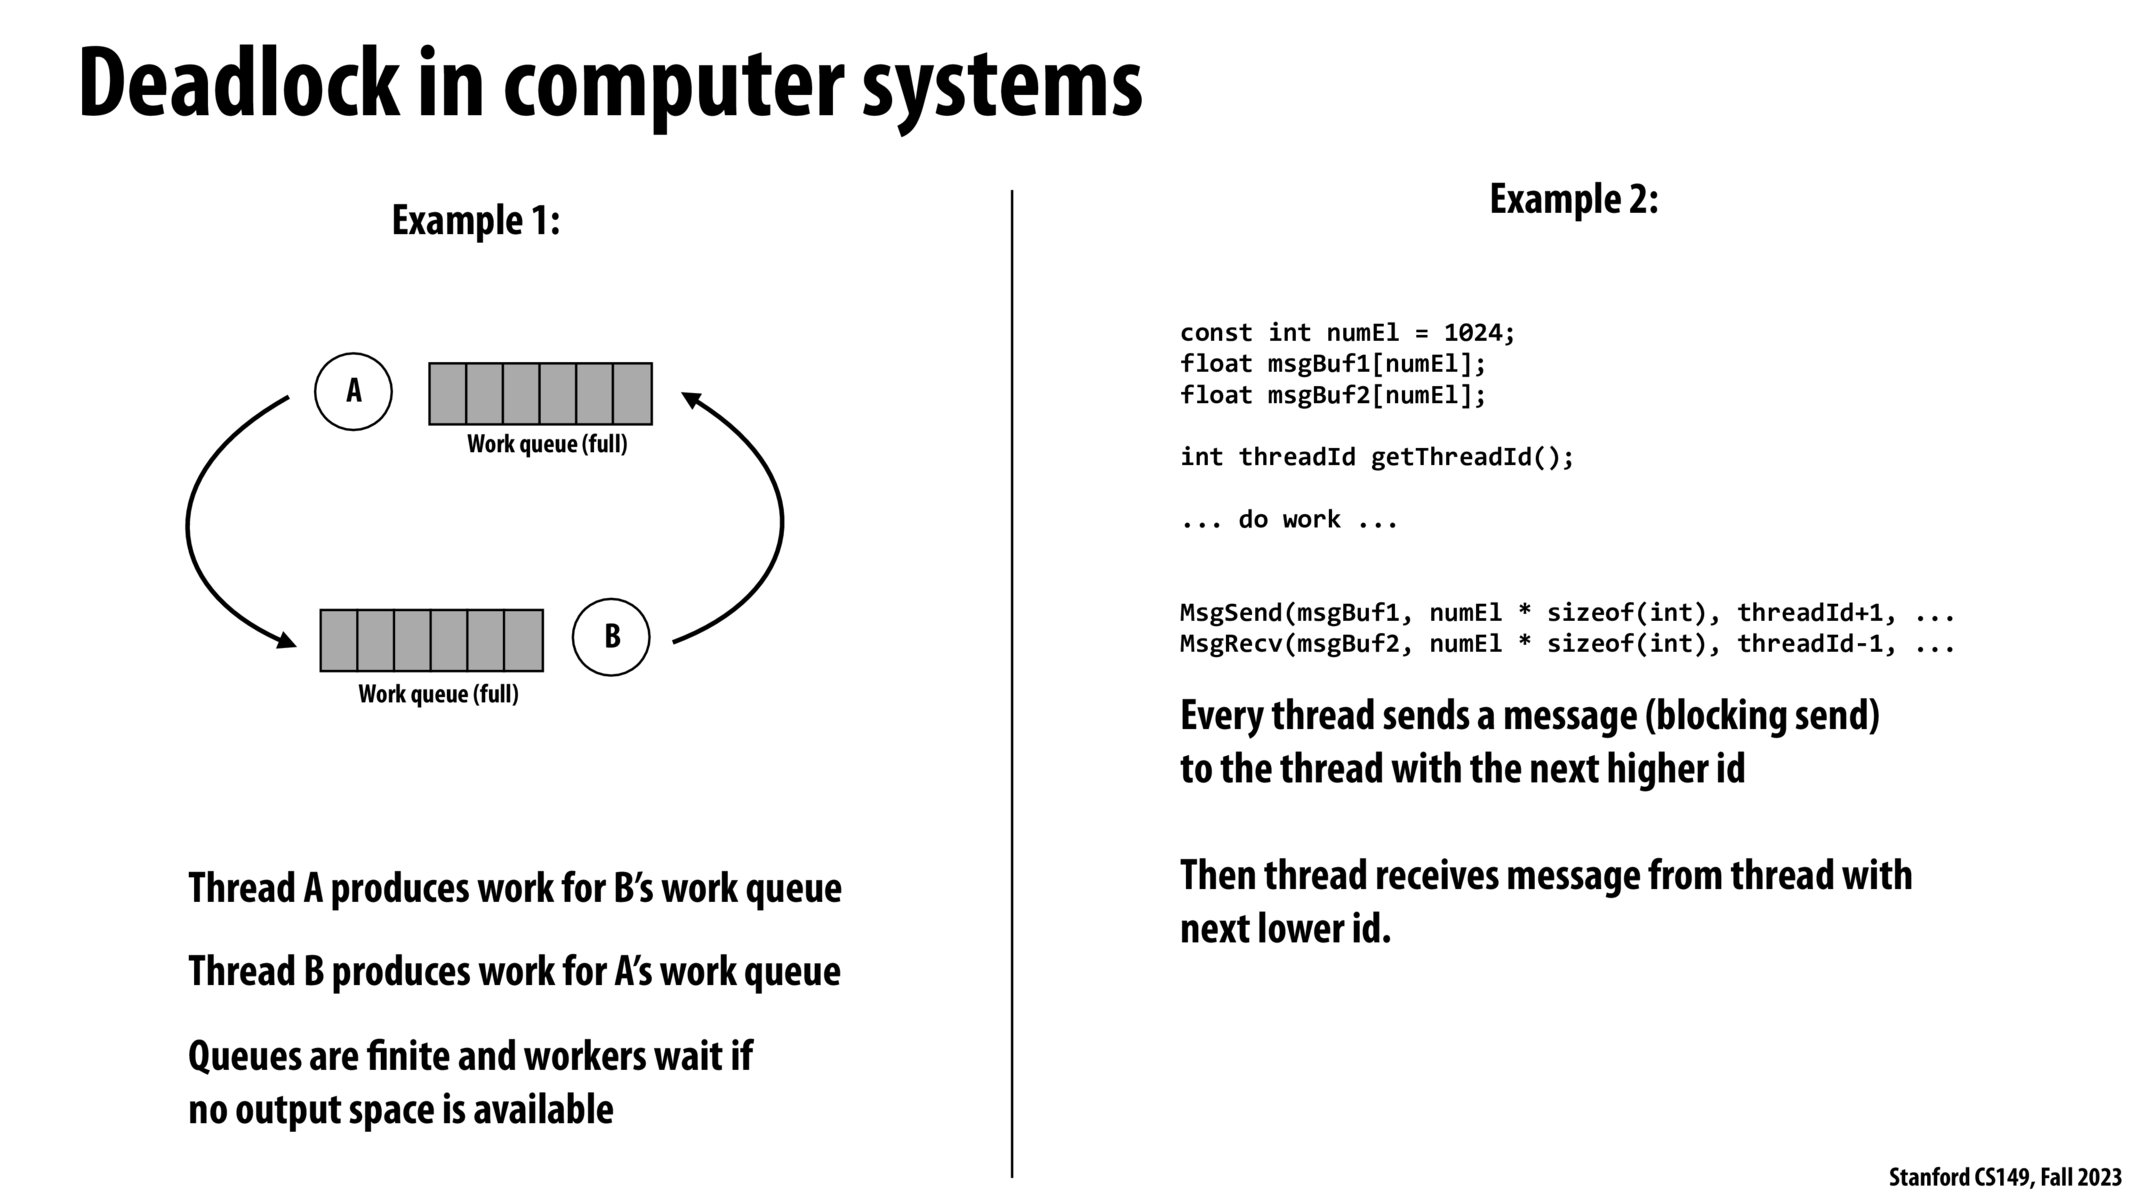 Deadlock in computer systems
Example 1:
A
Work queue (full)
B
Work queue (full)
Thread A produces work for B’s work queue
Thread B produces work for A’s work queue
Queues are finite and workers wait if
no output space is available
Example 2:
const int numEl = 1024;
float msgBuf1[numEl];
float msgBuf2[numEl];
int threadId getThreadId();
... do work ...
MsgSend(msgBuf1, numEl * sizeof(int), threadId+1, ...
MsgRecv(msgBuf2, numEl * sizeof(int), threadId-1, ...
Every thread sends a message (blocking send)
to the thread with the next higher id
Then thread receives message from thread with
next lower id.
Stanford CS149, Fall 2023